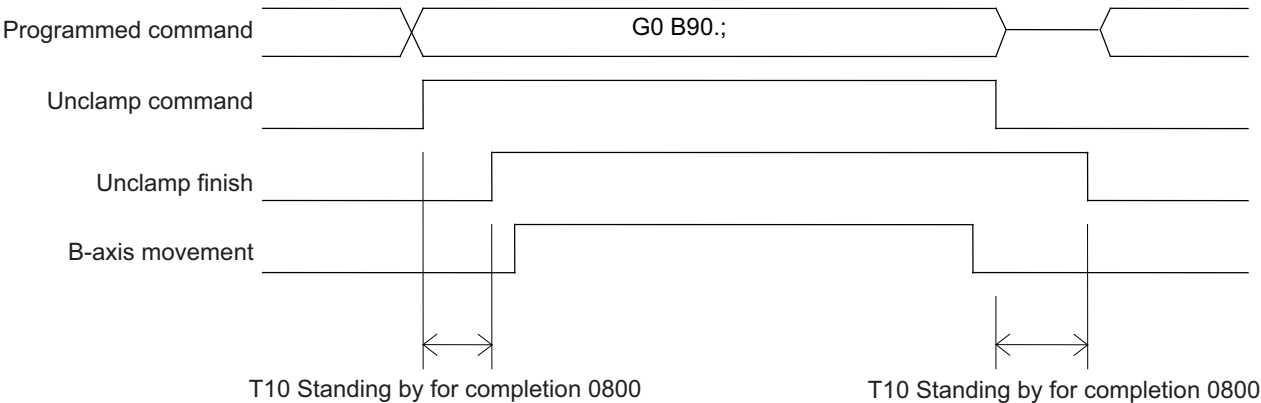 Programmed command
G0 B90.;
Unclamp command
Unclamp finish
B-axis movement
T10 Standing by for completion 0800
T10 Standing by for completion 0800